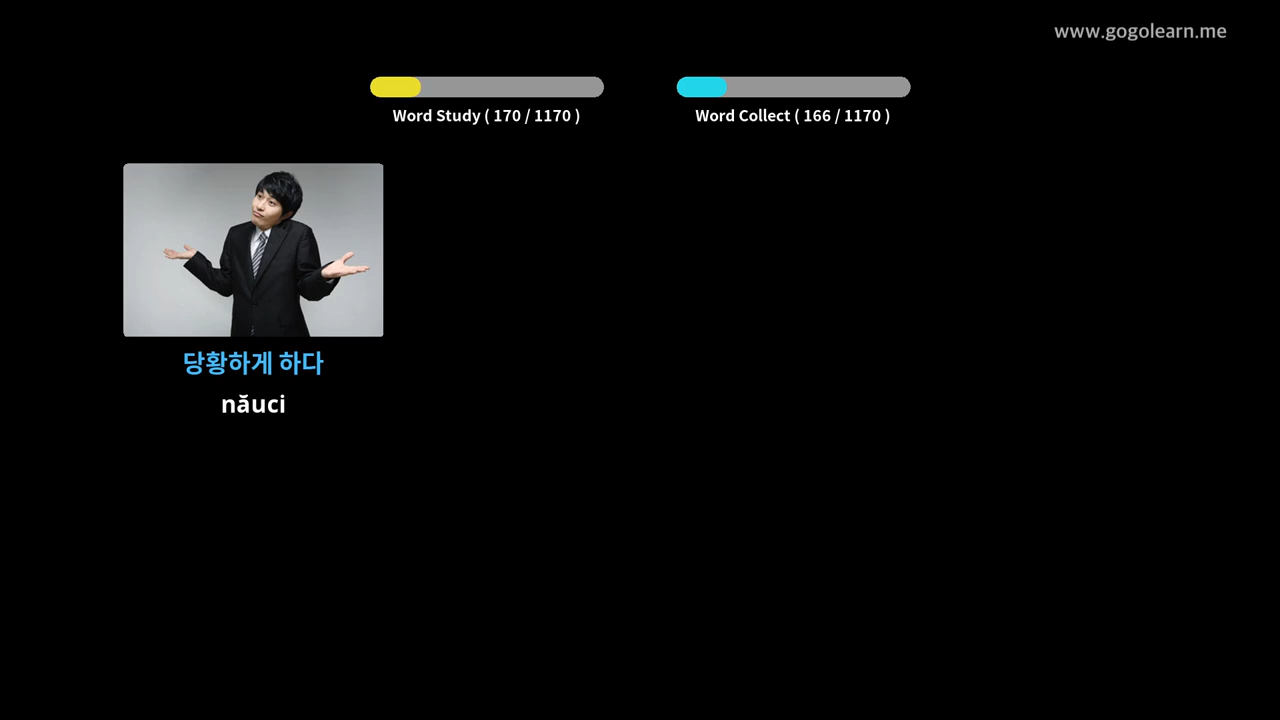 www.gogolearn.me
Word Study ( 170 / 1170 )
Word Collect ( 166 / 1170 )
당황하게 하다
năuci